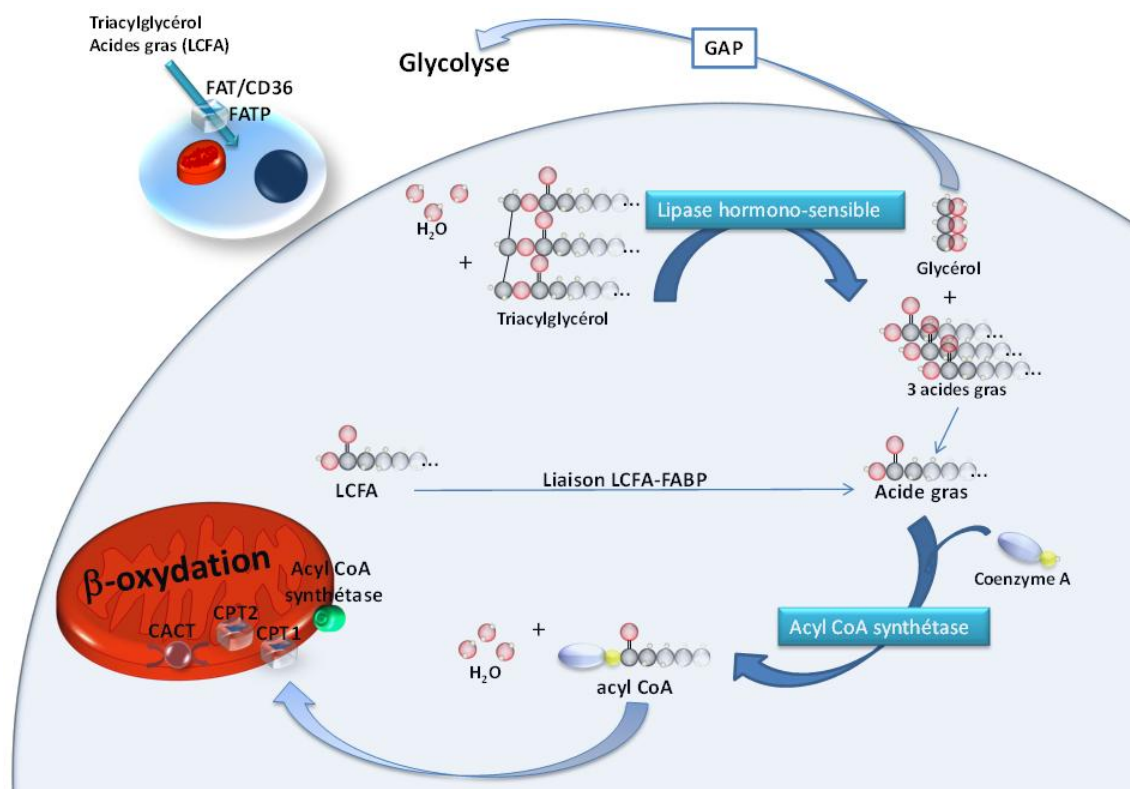 Triacylglycérol
Acides gras (LCFA)
FAT/CD36
FATP
GAP
Glycolyse
H₂O
+
Triacylglycérol
...
...
...
Lipase hormono-sensible
Glycérol
+
...
...
...
3 acides gras
...
LCFA
Liaison LCFA-FABP
...
Acide gras
Coenzyme A
Acyl CoA synthétase
β-oxydation
Acyl CoA
synthétase
CPT2
CACT
CPT1
H₂O
+
acyl CoA